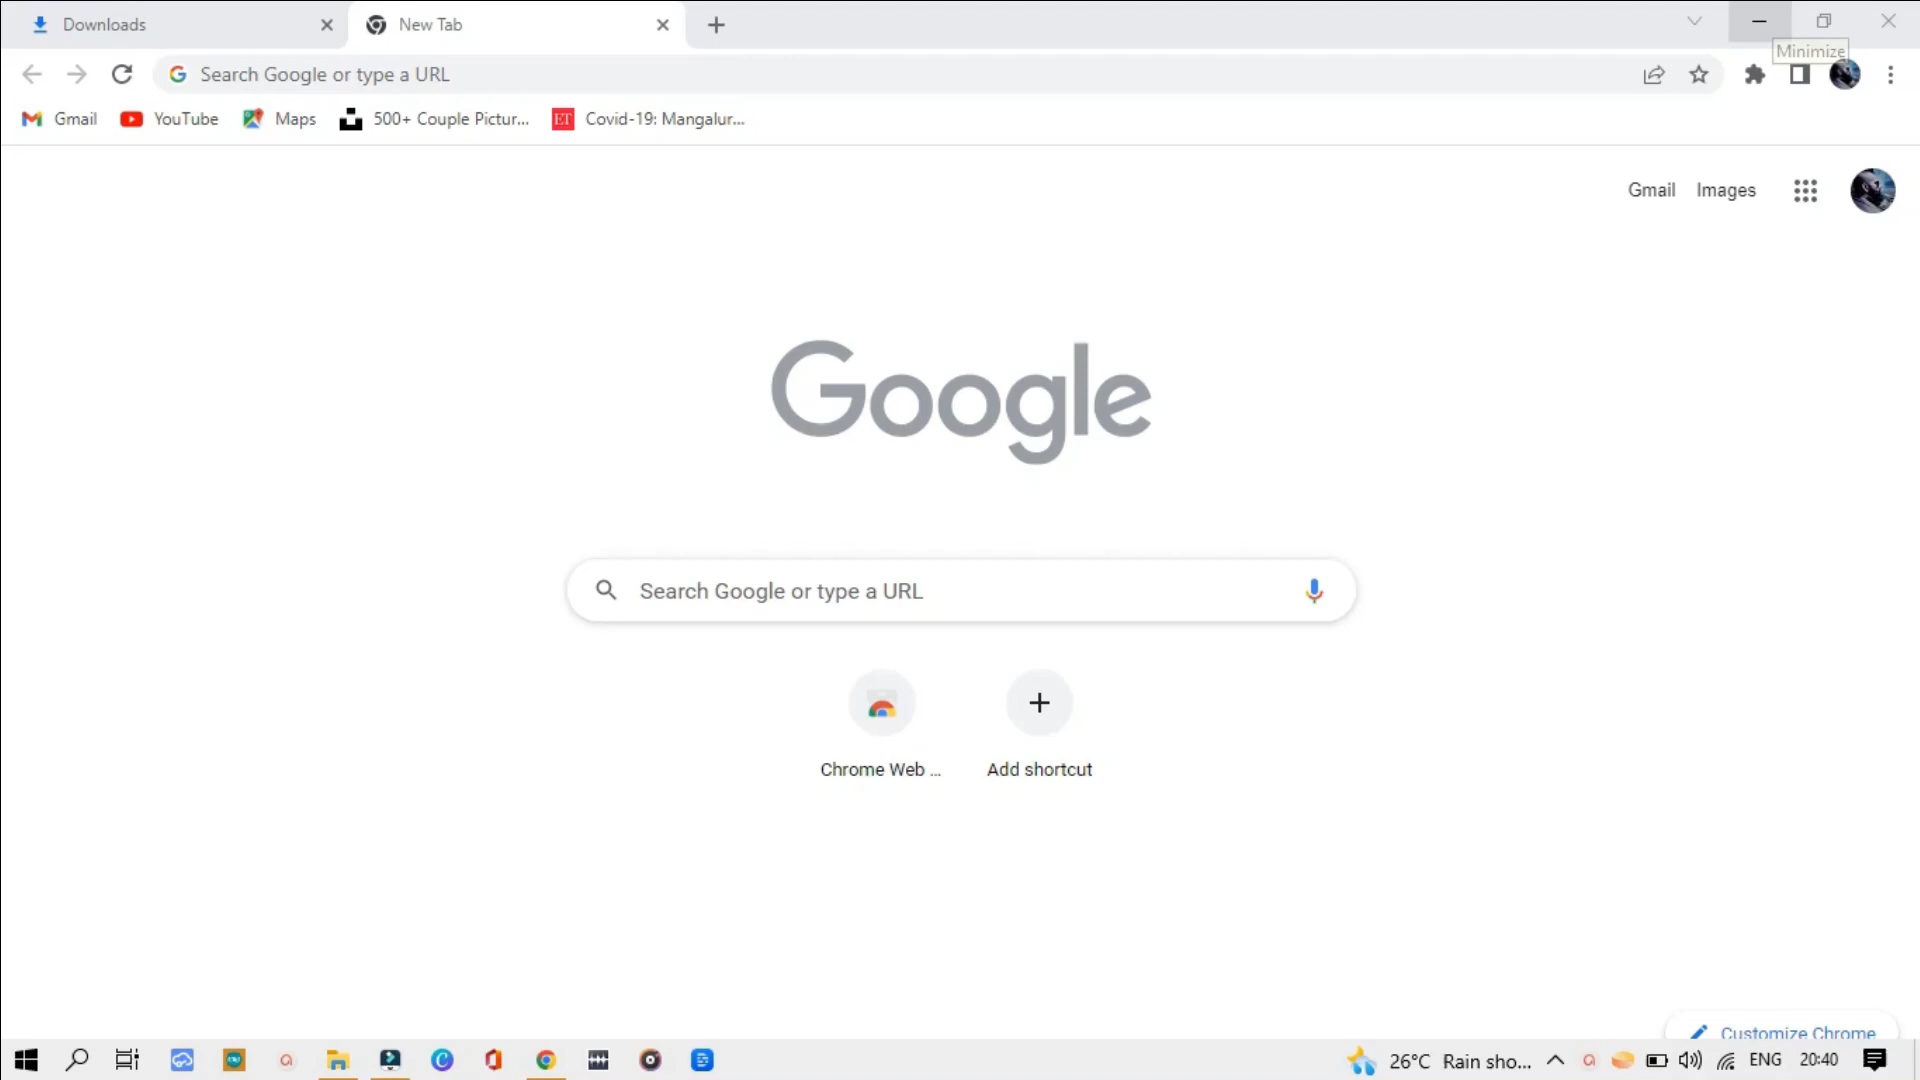 Downloads
New Tab
Minimize
Search Google or type a URL
Gmail
YouTube
Maps
500+ Couple Pictur...
ET
Covid-19: Mangalur...
Gmail
Images
Google
Search Google or type a URL
Chrome Web ...
Add shortcut
Customize Chrome
26°C Rain sho...
ENG
20:40